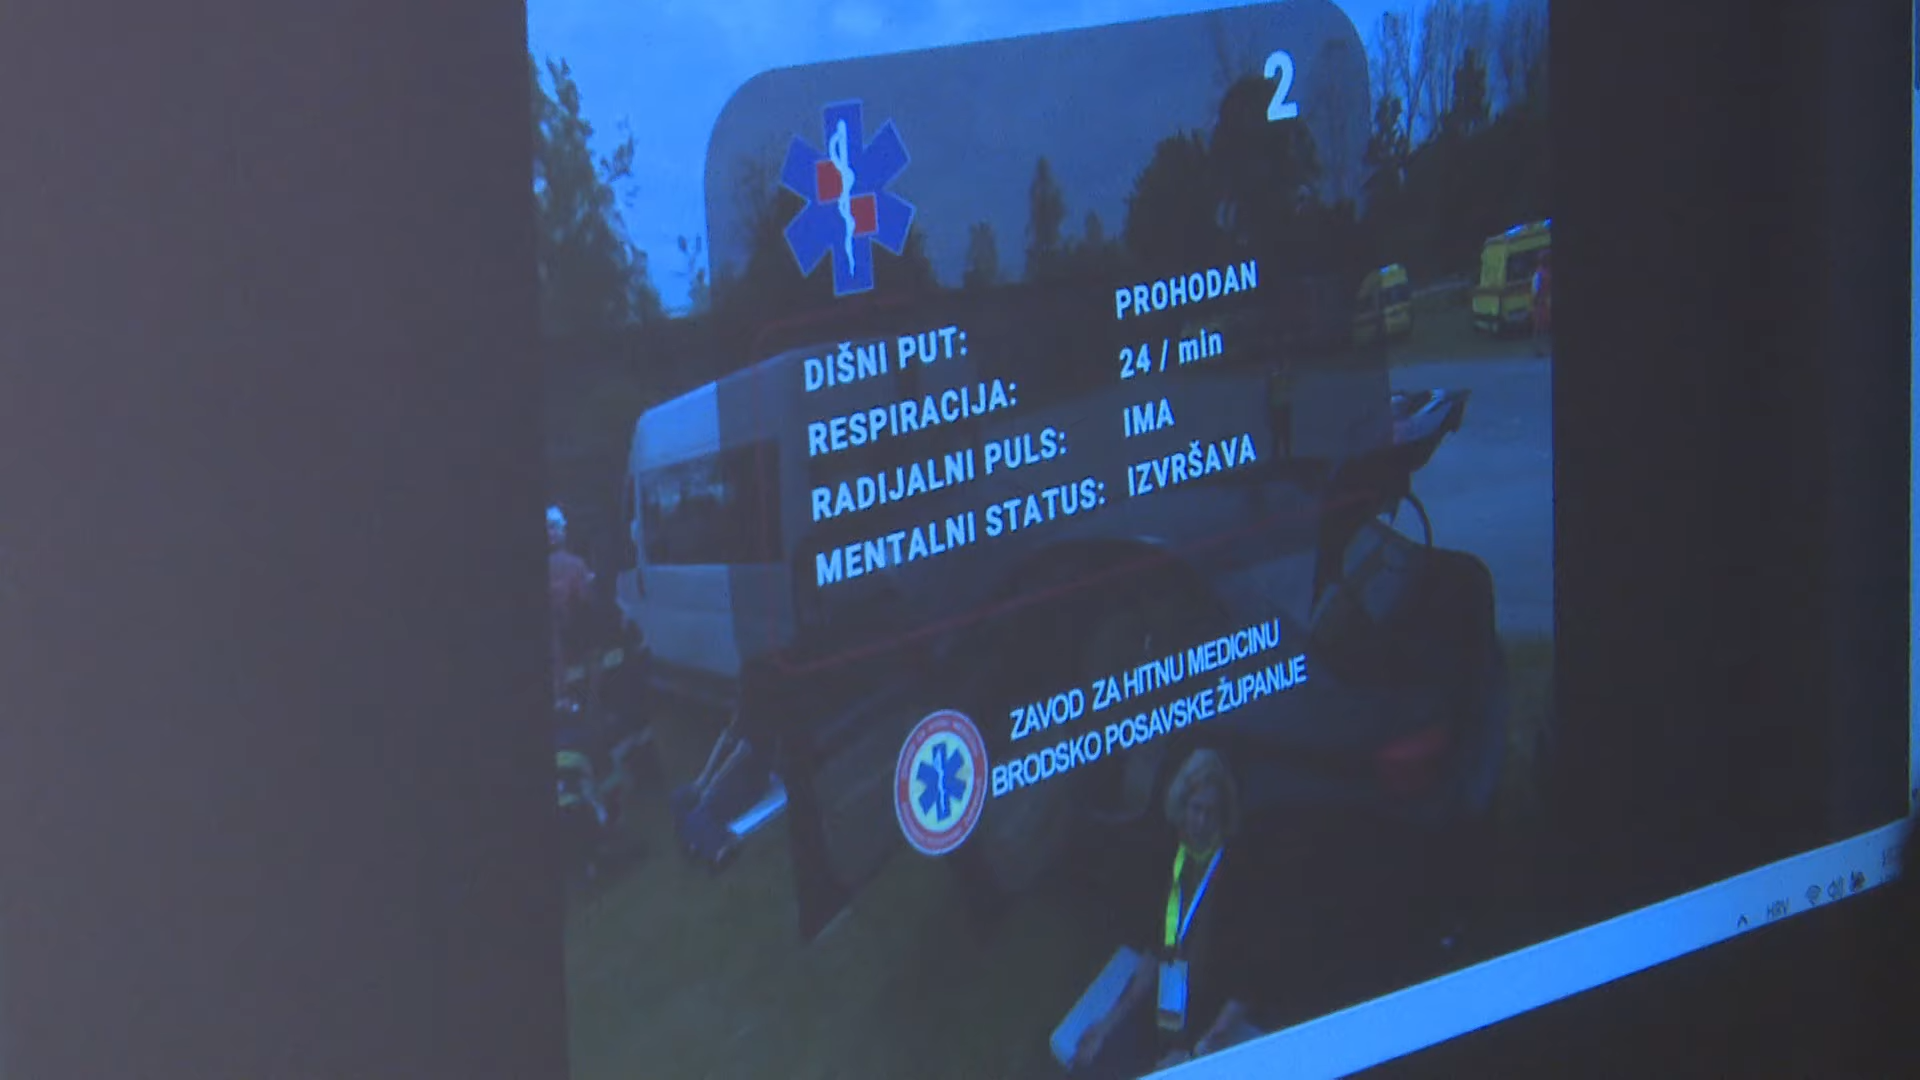 2
DIŠNI PUT: PROHODAN
RESPIRACIJA: 24 / min
RADIJALNI PULS: IMA
MENTALNI STATUS: IZVRŠAVA
ZAVOD ZA HITNU MEDICINU
BRODSKO POSAVSKE ŽUPANIJE
HRV